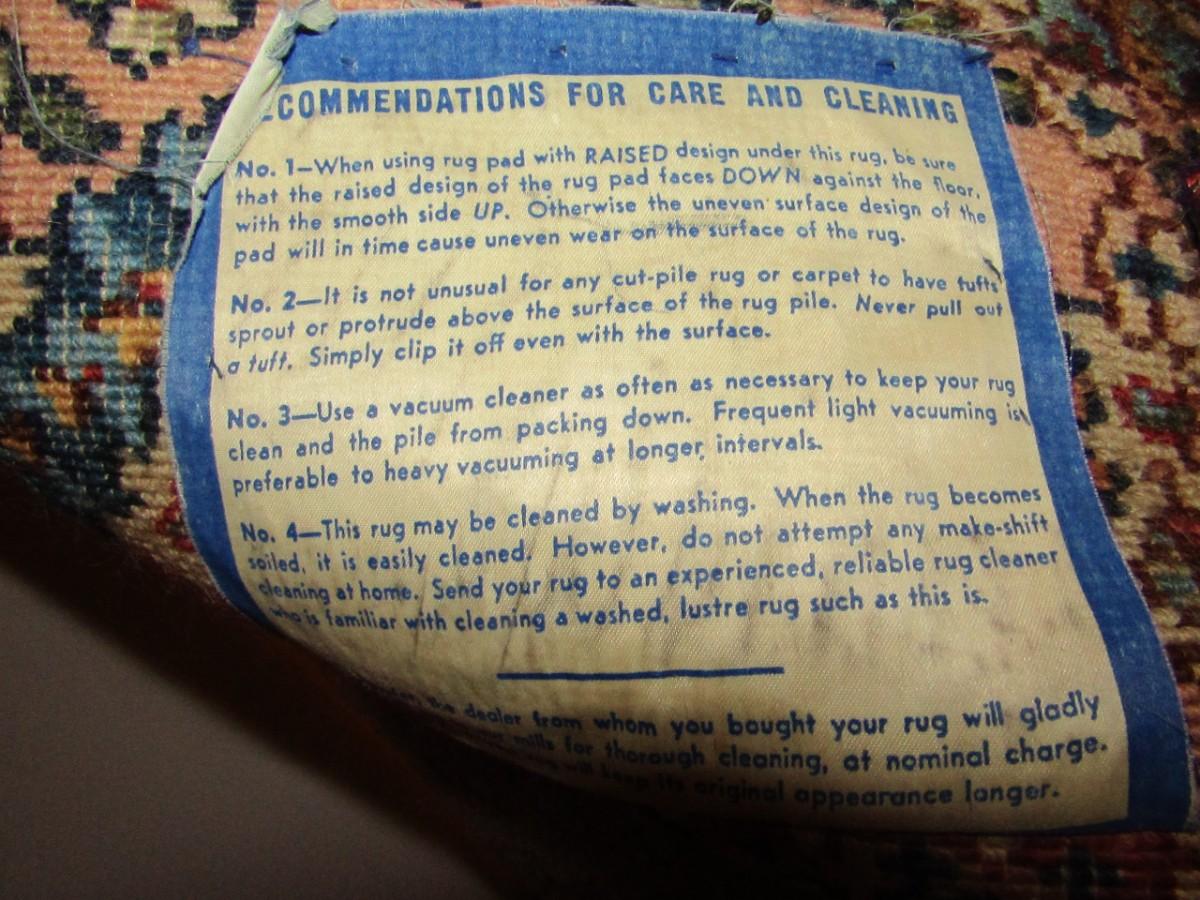 COMMENDATIONS FOR CARE AND CLEANING
No. 1—When using rug pad with RAISED design under this rug, be sure
that the raised design of the rug pad faces DOWN against the floor,
with the smooth side UP. Otherwise the uneven surface design of the
pad will in time cause uneven wear on the surface of the rug.
No. 2—It is not unusual for any cut-pile rug or carpet to have tufts
sprout or protrude above the surface of the rug pile. Never pull out
a tuft. Simply clip it off even with the surface.
No. 3—Use a vacuum cleaner as often as necessary to keep your rug
clean and the pile from packing down. Frequent light vacuuming is
preferable to heavy vacuuming at longer intervals.
No. 4—This rug may be cleaned by washing. When the rug becomes
soiled, it is easily cleaned. However, do not attempt any make-shift
cleaning at home. Send your rug to an experienced, reliable rug cleaner
who is familiar with cleaning a washed, lustre rug such as this is.
the dealer from whom you bought your rug will gladly
mills for thorough cleaning, at nominal charge.
will keep its original appearance longer.